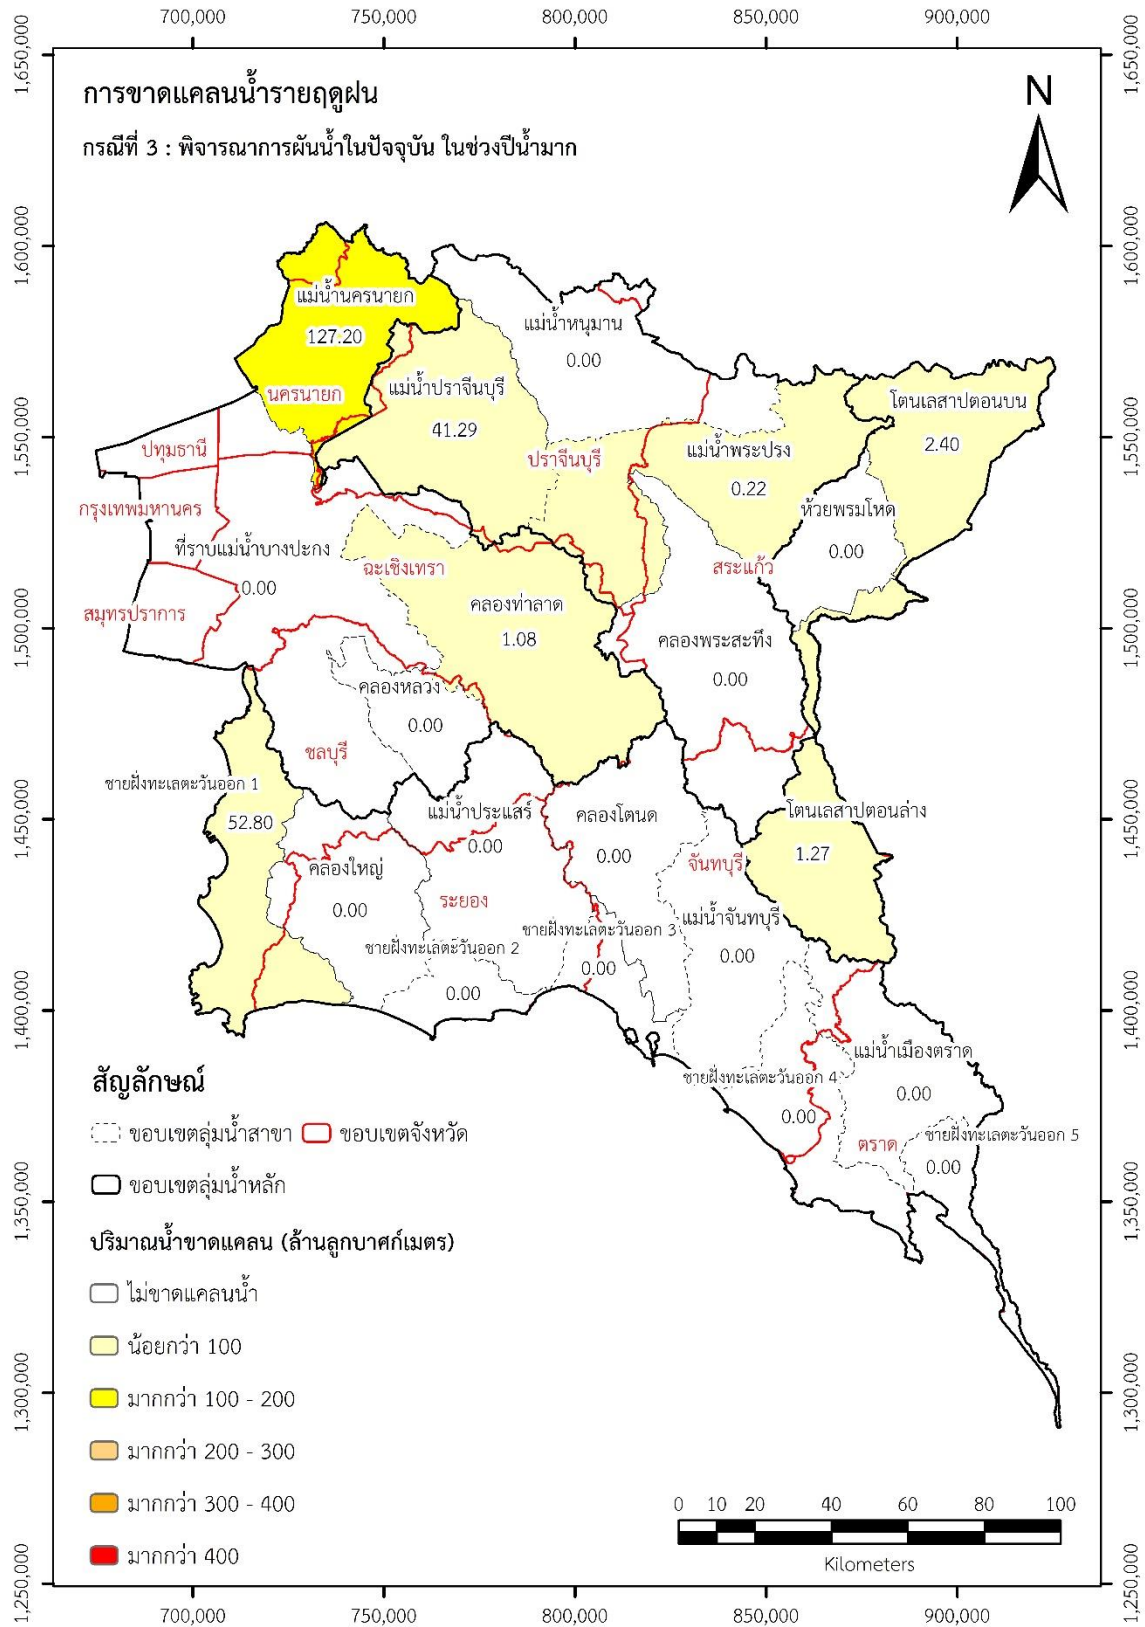 700,000 750,000 800,000 850,000 900,000
1,650,000 1,650,000
การขาดแคลนน้ำรายฤดูฝน
กรณีที่ 3 : พิจารณาการผันน้ำในปัจจุบัน ในช่วงปีน้ำมาก
N
1,600,000 1,600,000
แม่น้ำนครนายก
127.20
แม่น้ำหนุมาน
0.00
นครนายก
แม่น้ำปราจีนบุรี
41.29
โตนเลสาปตอนบน
2.40
1,550,000 1,550,000
ปทุมธานี
ปราจีนบุรี
แม่น้ำพระปรง
0.22
กรุงเทพมหานคร
ห้วยพรมโหด
0.00
ที่ราบแม่น้ำบางปะกง
0.00
ฉะเชิงเทรา
สระแก้ว
สมุทรปราการ
คลองท่าลาด
1.08
1,500,000 1,500,000
คลองพระสะทึง
0.00
คลองหลวง
0.00
ชลบุรี
ชายฝั่งทะเลตะวันออก 1
52.80
แม่น้ำประแสร์
0.00
คลองโตนด
0.00
โตนเลสาปตอนล่าง
1.27
1,450,000 1,450,000
คลองใหญ่
0.00
จันทบุรี
ระยอง
แม่น้ำจันทบุรี
0.00
ชายฝั่งทะเลตะวันออก 3
0.00
ชายฝั่งทะเลตะวันออก 2
0.00
1,400,000 1,400,000
แม่น้ำเมืองตราด
0.00
ชายฝั่งทะเลตะวันออก 4
0.00
ชายฝั่งทะเลตะวันออก 5
0.00
ตราด
สัญลักษณ์
ขอบเขตลุ่มน้ำสาขา ขอบเขตจังหวัด
ขอบเขตลุ่มน้ำหลัก
1,350,000 1,350,000
ปริมาณน้ำขาดแคลน (ล้านลูกบาศก์เมตร)
ไม่ขาดแคลนน้ำ
น้อยกว่า 100
มากกว่า 100 - 200
1,300,000 1,300,000
มากกว่า 200 - 300
มากกว่า 300 - 400
มากกว่า 400
0 10 20 40 60 80 100
Kilometers
1,250,000 1,250,000
700,000 750,000 800,000 850,000 900,000